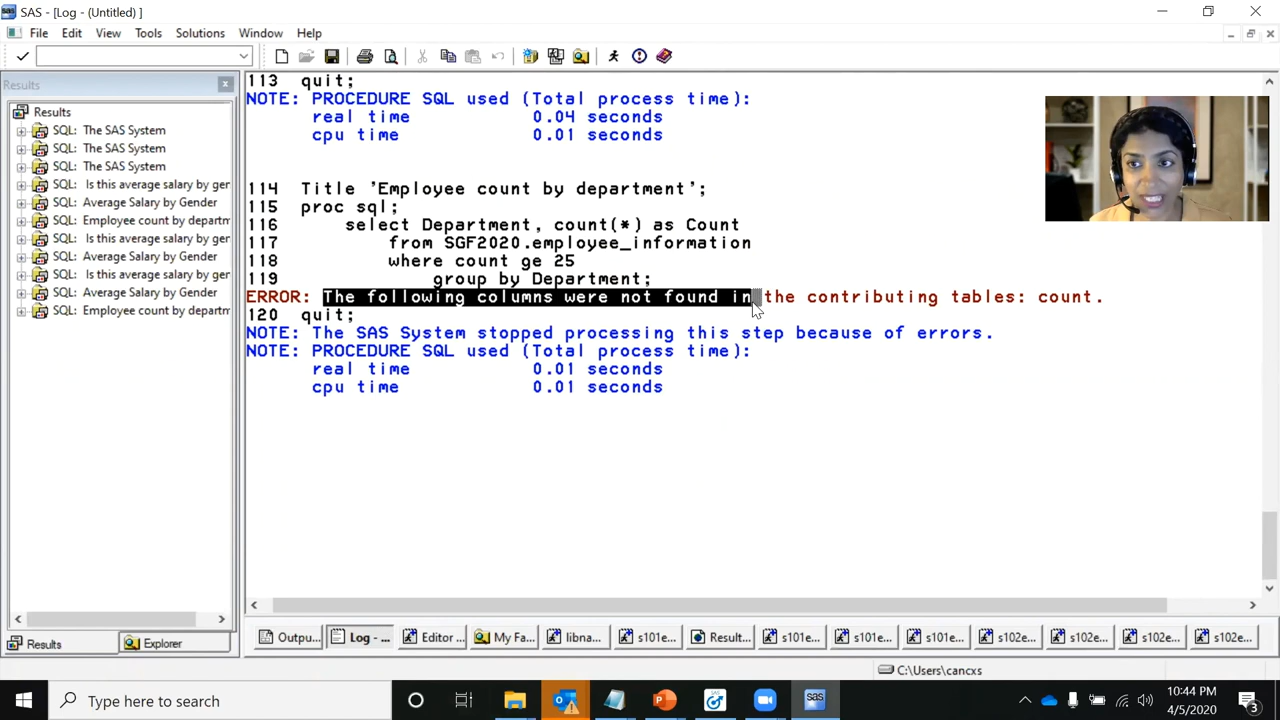 SAS - [Log - (Untitled) ]
File Edit View Tools Solutions Window Help
Results
Results
SQL: The SAS System
SQL: The SAS System
SQL: The SAS System
SQL: Is this average salary by ger
SQL: Average Salary by Gender
SQL: Employee count by departm
SQL: Is this average salary by ger
SQL: Average Salary by Gender
SQL: Is this average salary by ger
SQL: Average Salary by Gender
SQL: Employee count by departm
Results Explorer
113 quit;
NOTE: PROCEDURE SQL used (Total process time):
real time 0.04 seconds
cpu time 0.01 seconds
114 Title 'Employee count by department';
115 proc sql;
116 select Department, count(*) as Count
117 from SGF2020.employee_information
118 where count ge 25
119 group by Department;
ERROR: The following columns were not found in the contributing tables: count.
120 quit;
NOTE: The SAS System stopped processing this step because of errors.
NOTE: PROCEDURE SQL used (Total process time):
real time 0.01 seconds
cpu time 0.01 seconds
Outpu... Log - ... Editor ... My Fa... libna... s101e... Result... s101e... s101e... s101e... s102e... s102e... s102e... s102e...
C:\Users\cancxs
Type here to search
10:44 PM
4/5/2020
3